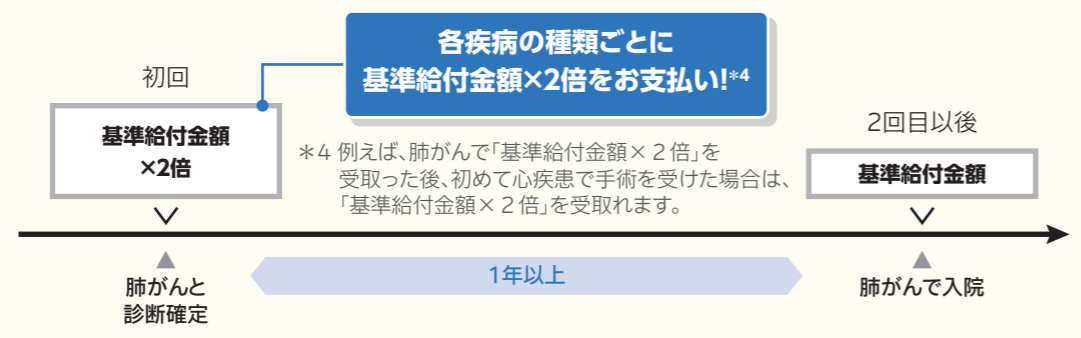 各疾病の種類ごとに
基準給付金額×2倍をお支払い!*4
初回
基準給付金額
×2倍
*4 例えば、肺がんで「基準給付金額×2倍」を
受取った後、初めて心疾患で手術を受けた場合は、
「基準給付金額×2倍」を受取れます。
2回目以後
基準給付金額
1年以上
肺がんと
診断確定
肺がんで入院